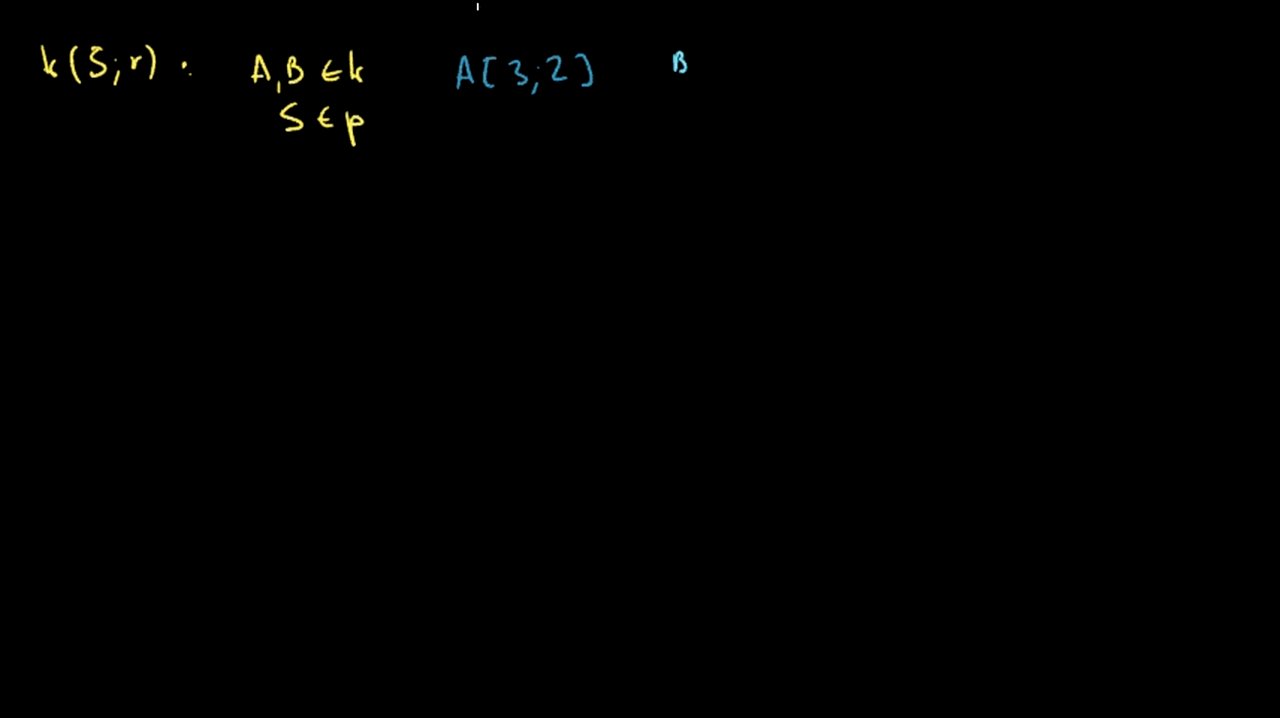 k(S;r): A,B ∈ k A[3;2] B
S ∈ p